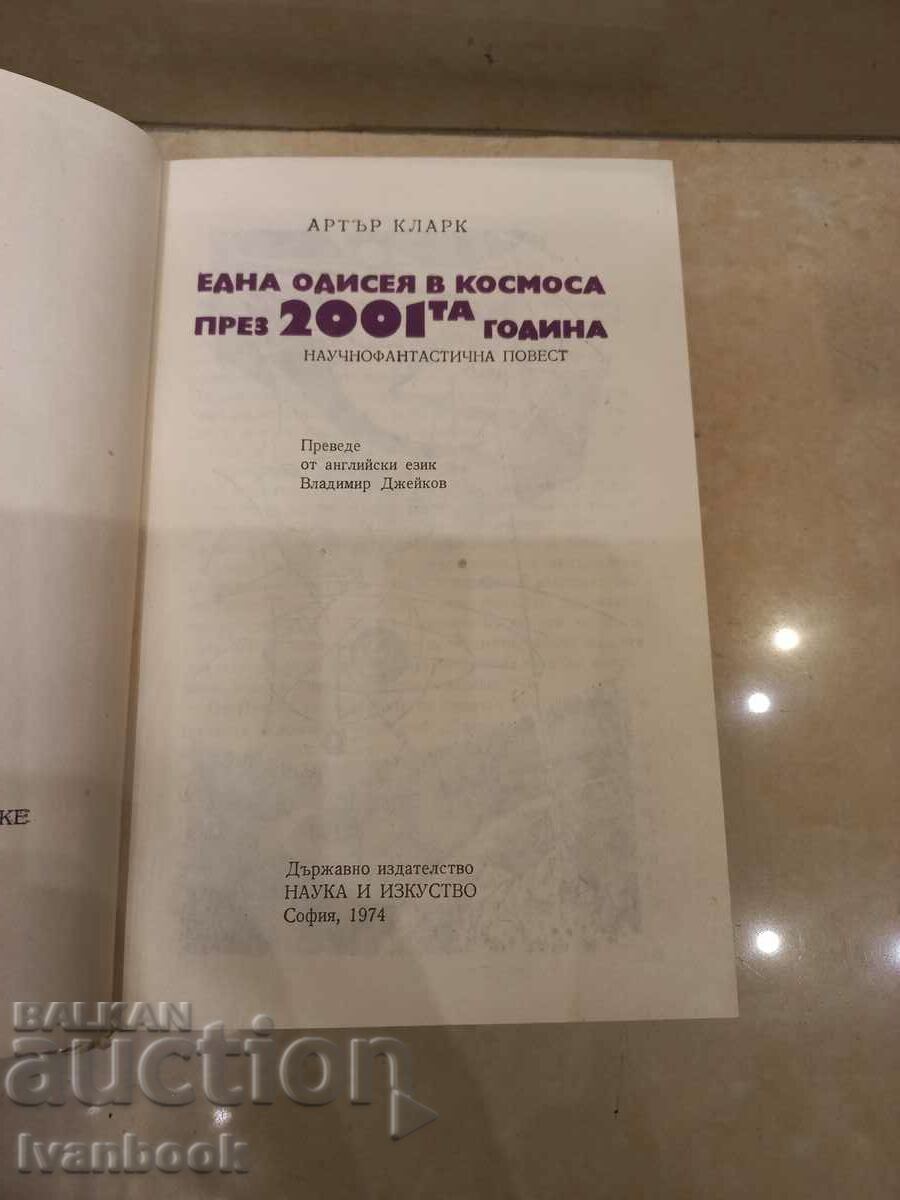 АРТЪР КЛАРК
ЕДНА ОДИСЕЯ В КОСМОСА
ПРЕЗ 2001ТА ГОДИНА
НАУЧНОФАНТАСТИЧНА ПОВЕСТ
Преведе
от английски език
Владимир Джейков
КЕ
Държавно издателство
НАУКА И ИЗКУСТВО
София, 1974
BALKAN
auction
Ivanbook